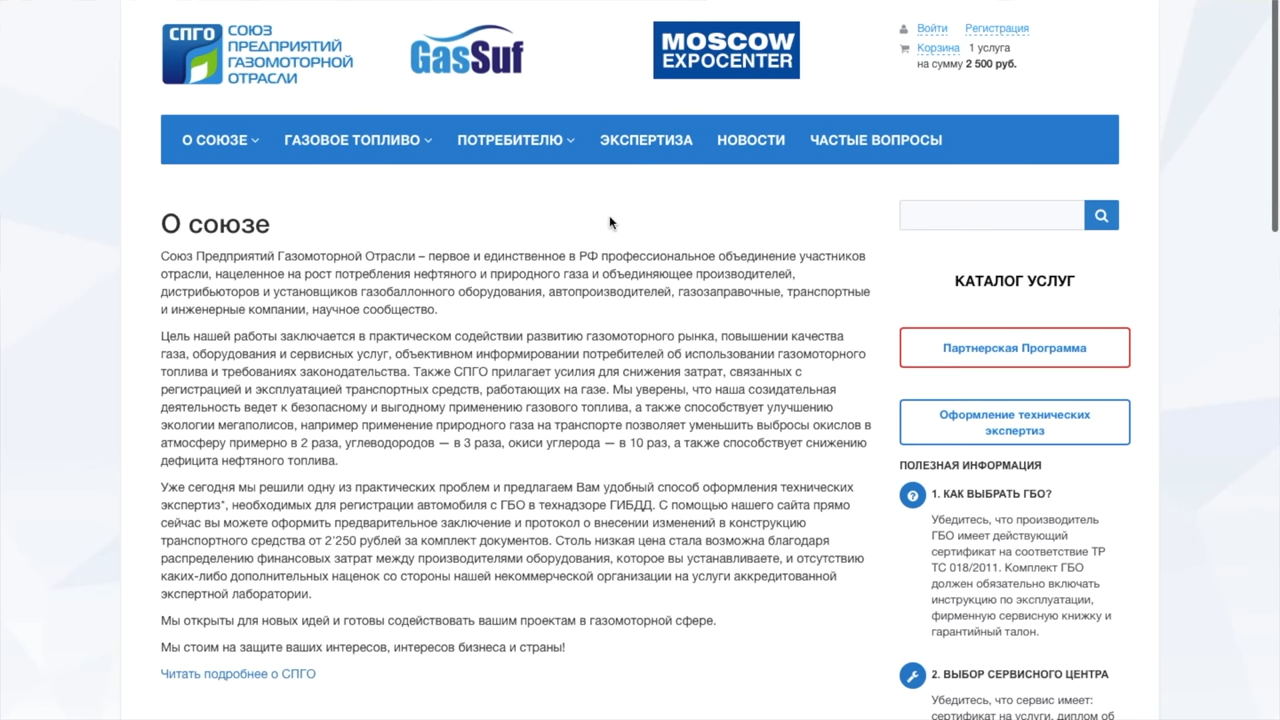 СПГО
СОЮЗ
ПРЕДПРИЯТИЙ
ГАЗОМОТОРНОЙ
ОТРАСЛИ
GasSuf
MOSCOW
EXPOCENTER
Войти Регистрация
Корзина 1 услуга
на сумму 2 500 руб.
О СОЮЗЕ ГАЗОВОЕ ТОПЛИВО ПОТРЕБИТЕЛЮ ЭКСПЕРТИЗА НОВОСТИ ЧАСТЫЕ ВОПРОСЫ
О союзе
Союз Предприятий Газомоторной Отрасли – первое и единственное в РФ профессиональное объединение участников
отрасли, нацеленное на рост потребления нефтяного и природного газа и объединяющее производителей,
дистрибьюторов и установщиков газобаллонного оборудования, автопроизводителей, газозаправочные, транспортные
и инженерные компании, научное сообщество.
Цель нашей работы заключается в практическом содействии развитию газомоторного рынка, повышении качества
газа, оборудования и сервисных услуг, объективном информировании потребителей об использовании газомоторного
топлива и требованиях законодательства. Также СПГО прилагает усилия для снижения затрат, связанных с
регистрацией и эксплуатацией транспортных средств, работающих на газе. Мы уверены, что наша созидательная
деятельность ведет к безопасному и выгодному применению газового топлива, а также способствует улучшению
экологии мегаполисов, например применение природного газа на транспорте позволяет уменьшить выбросы окислов в
атмосферу примерно в 2 раза, углеводородов — в 3 раза, окиси углерода — в 10 раз, а также способствует снижению
дефицита нефтяного топлива.
Уже сегодня мы решили одну из практических проблем и предлагаем Вам удобный способ оформления технических
экспертиз*, необходимых для регистрации автомобиля с ГБО в технадзоре ГИБДД. С помощью нашего сайта прямо
сейчас вы можете оформить предварительное заключение и протокол о внесении изменений в конструкцию
транспортного средства от 2'250 рублей за комплект документов. Столь низкая цена стала возможна благодаря
распределению финансовых затрат между производителями оборудования, которое вы устанавливаете, и отсутствию
каких-либо дополнительных наценок со стороны нашей некоммерческой организации на услуги аккредитованной
экспертной лаборатории.
Мы открыты для новых идей и готовы содействовать вашим проектам в газомоторной сфере.
Мы стоим на защите ваших интересов, интересов бизнеса и страны!
Читать подробнее о СПГО
КАТАЛОГ УСЛУГ
Партнерская Программа
Оформление технических
экспертиз
ПОЛЕЗНАЯ ИНФОРМАЦИЯ
1. КАК ВЫБРАТЬ ГБО?
Убедитесь, что производитель
ГБО имеет действующий
сертификат на соответствие ТР
ТС 018/2011. Комплект ГБО
должен обязательно включать
инструкцию по эксплуатации,
фирменную сервисную книжку и
гарантийный талон.
2. ВЫБОР СЕРВИСНОГО ЦЕНТРА
Убедитесь, что сервис имеет:
сертификат на услуги, диплом об